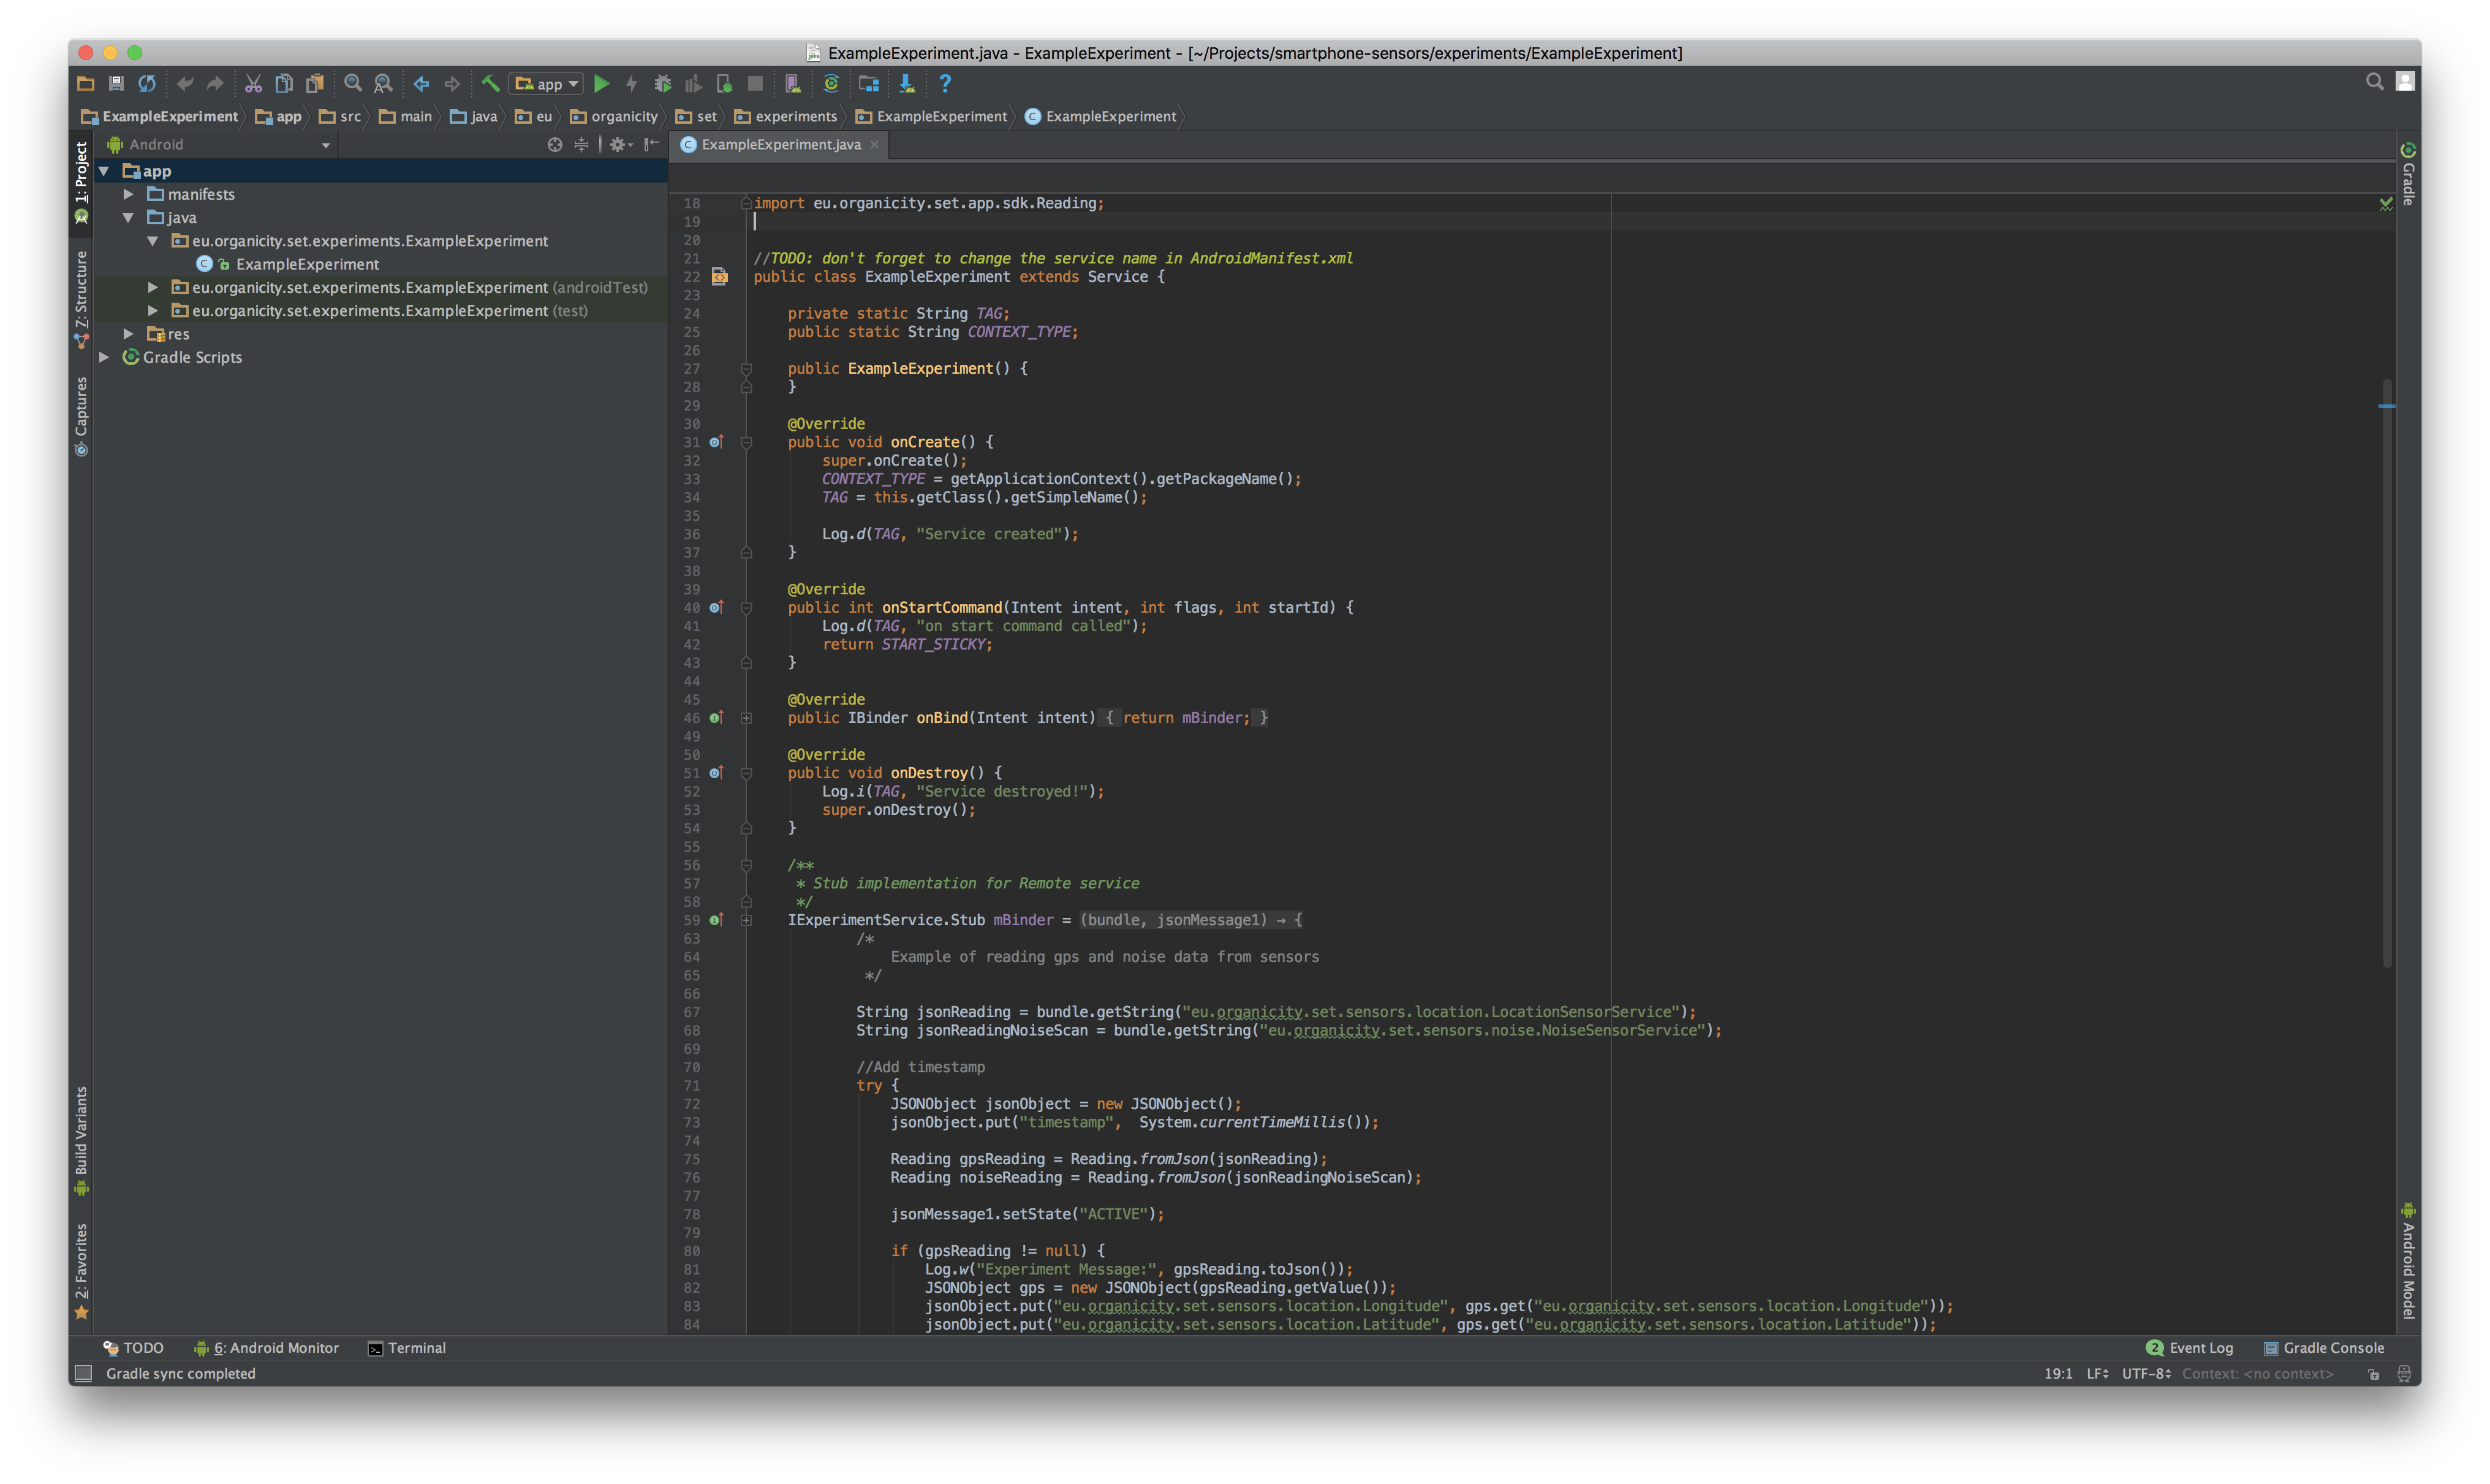 ExampleExperiment.java - ExampleExperiment - [~/Projects/smartphone-sensors/experiments/ExampleExperiment]
app
ExampleExperiment app src main java eu organicity set experiments ExampleExperiment ExampleExperiment
1: Project
Z: Structure
Captures
Build Variants
2: Favorites
Android
app
manifests
java
eu.organicity.set.experiments.ExampleExperiment
ExampleExperiment
eu.organicity.set.experiments.ExampleExperiment (androidTest)
eu.organicity.set.experiments.ExampleExperiment (test)
res
Gradle Scripts
ExampleExperiment.java
18 import eu.organicity.set.app.sdk.Reading;
19
20
21 //TODO: don't forget to change the service name in AndroidManifest.xml
22 public class ExampleExperiment extends Service {
23
24 private static String TAG;
25 public static String CONTEXT_TYPE;
26
27 public ExampleExperiment() {
28 }
29
30 @Override
31 public void onCreate() {
32 super.onCreate();
33 CONTEXT_TYPE = getApplicationContext().getPackageName();
34 TAG = this.getClass().getSimpleName();
35
36 Log.d(TAG, "Service created");
37 }
38
39 @Override
40 public int onStartCommand(Intent intent, int flags, int startId) {
41 Log.d(TAG, "on start command called");
42 return START_STICKY;
43 }
44
45 @Override
46 public IBinder onBind(Intent intent) { return mBinder; }
49
50 @Override
51 public void onDestroy() {
52 Log.i(TAG, "Service destroyed!");
53 super.onDestroy();
54 }
55
56 /**
57 * Stub implementation for Remote service
58 */
59 IExperimentService.Stub mBinder = (bundle, jsonMessage1) → {
63 /*
64 Example of reading gps and noise data from sensors
65 */
66
67 String jsonReading = bundle.getString("eu.organicity.set.sensors.location.LocationSensorService");
68 String jsonReadingNoiseScan = bundle.getString("eu.organicity.set.sensors.noise.NoiseSensorService");
69
70 //Add timestamp
71 try {
72 JSONObject jsonObject = new JSONObject();
73 jsonObject.put("timestamp", System.currentTimeMillis());
74
75 Reading gpsReading = Reading.fromJson(jsonReading);
76 Reading noiseReading = Reading.fromJson(jsonReadingNoiseScan);
77
78 jsonMessage1.setState("ACTIVE");
79
80 if (gpsReading != null) {
81 Log.w("Experiment Message:", gpsReading.toJson());
82 JSONObject gps = new JSONObject(gpsReading.getValue());
83 jsonObject.put("eu.organicity.set.sensors.location.Longitude", gps.get("eu.organicity.set.sensors.location.Longitude"));
84 jsonObject.put("eu.organicity.set.sensors.location.Latitude", gps.get("eu.organicity.set.sensors.location.Latitude"));
Gradle
Android Model
TODO 6: Android Monitor Terminal 2 Event Log Gradle Console
Gradle sync completed 19:1 LF UTF-8 Context: <no context>